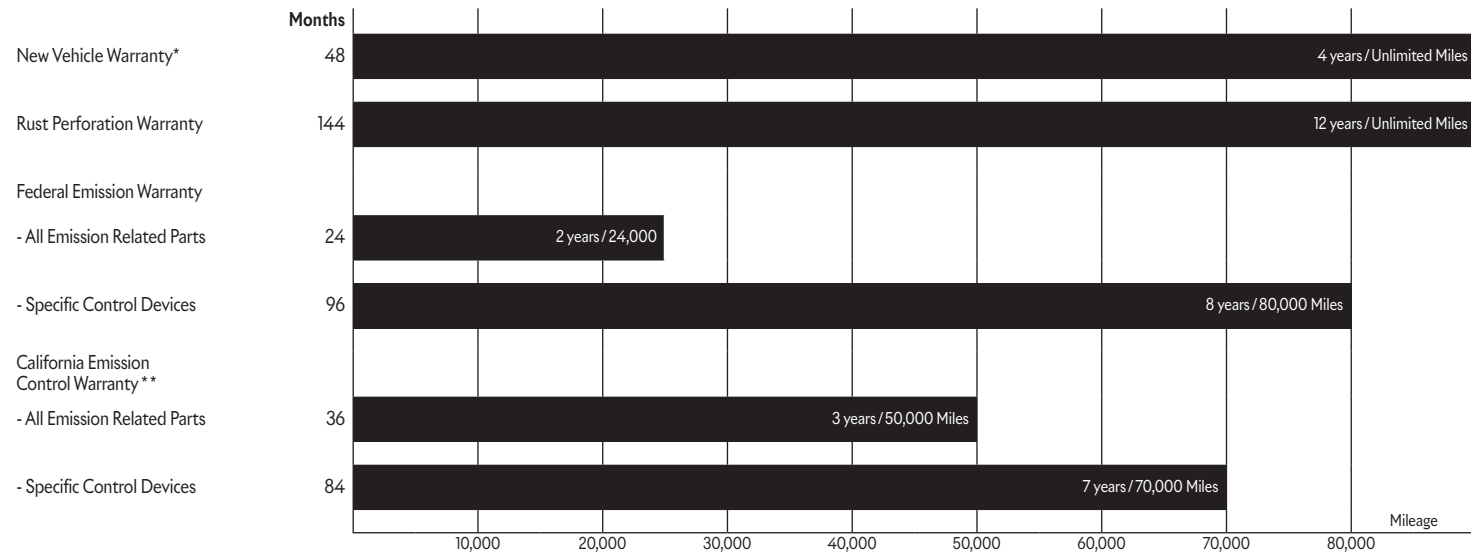 Months
New Vehicle Warranty* 48 4 years/Unlimited Miles
Rust Perforation Warranty 144 12 years/Unlimited Miles
Federal Emission Warranty
- All Emission Related Parts 24 2 years/24,000
- Specific Control Devices 96 8 years/80,000 Miles
California Emission
Control Warranty**
- All Emission Related Parts 36 3 years/50,000 Miles
- Specific Control Devices 84 7 years/70,000 Miles
Mileage
10,000 20,000 30,000 40,000 50,000 60,000 70,000 80,000